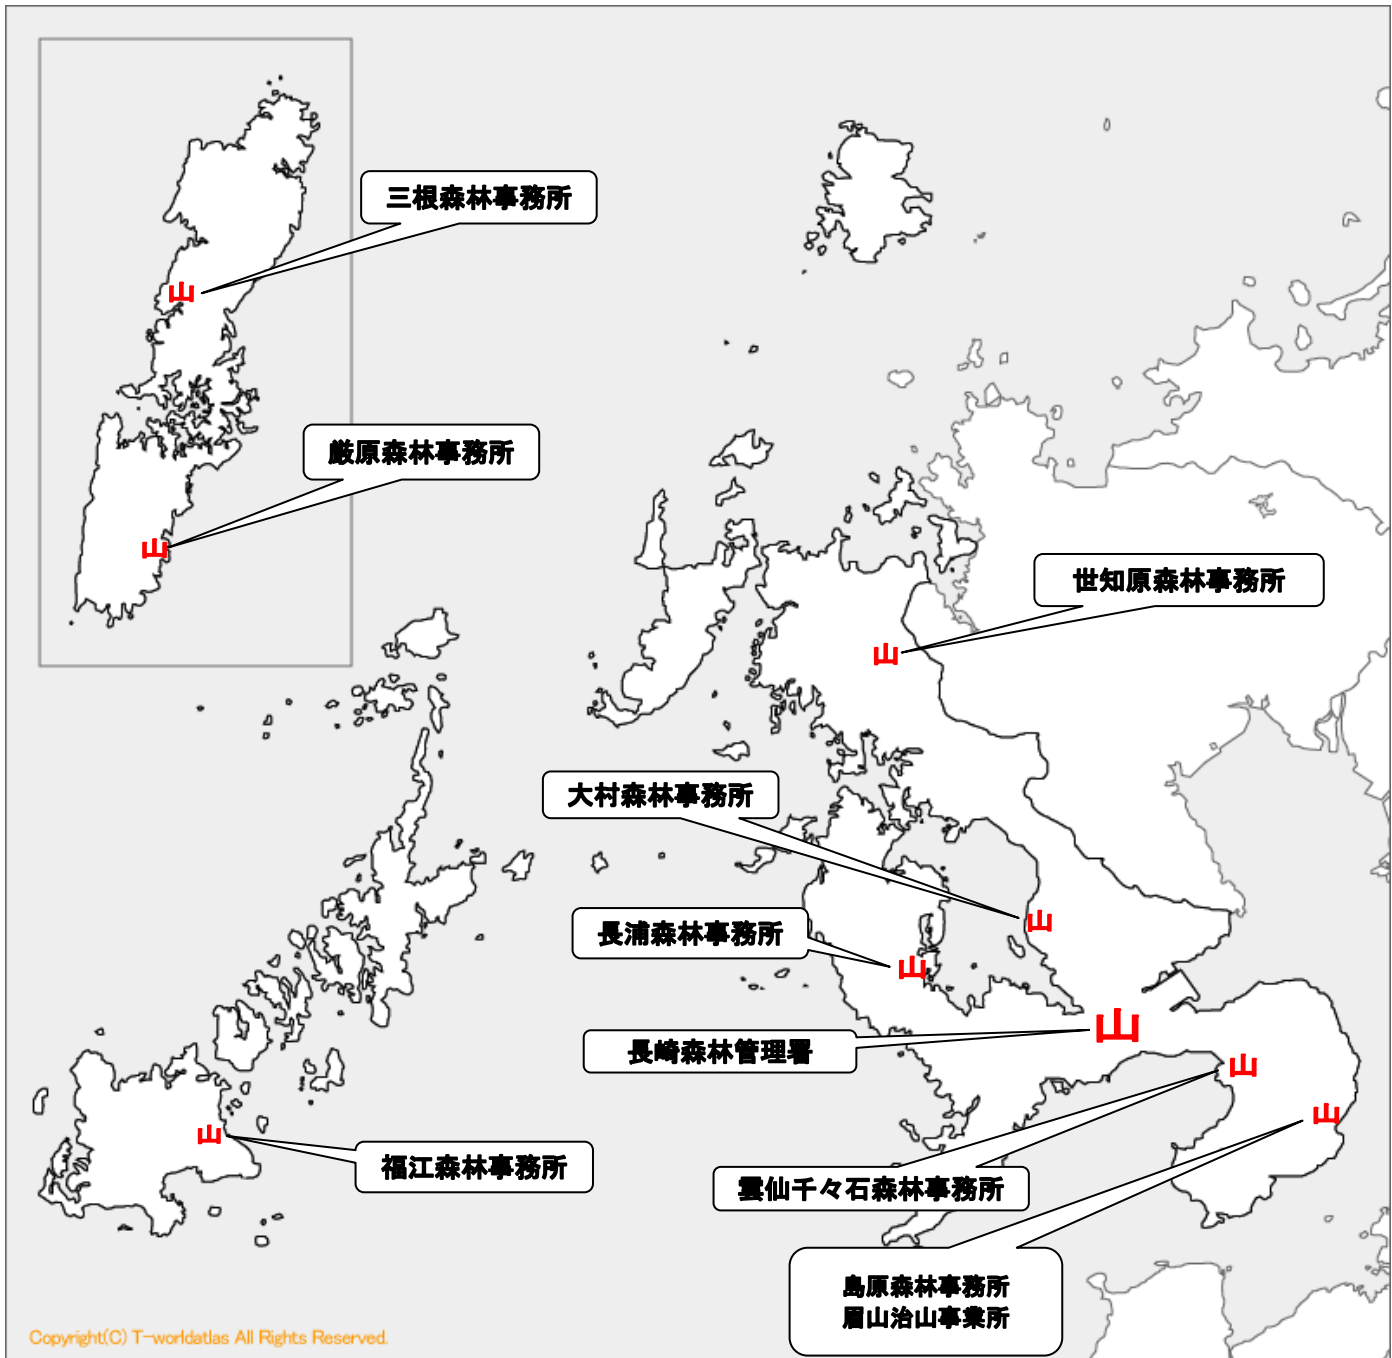 三根森林事務所
厳原森林事務所
世知原森林事務所
大村森林事務所
長浦森林事務所
長崎森林管理署
福江森林事務所
雲仙千々石森林事務所
島原森林事務所
眉山治山事業所
Copyright(C) T-worldatlas All Rights Reserved.